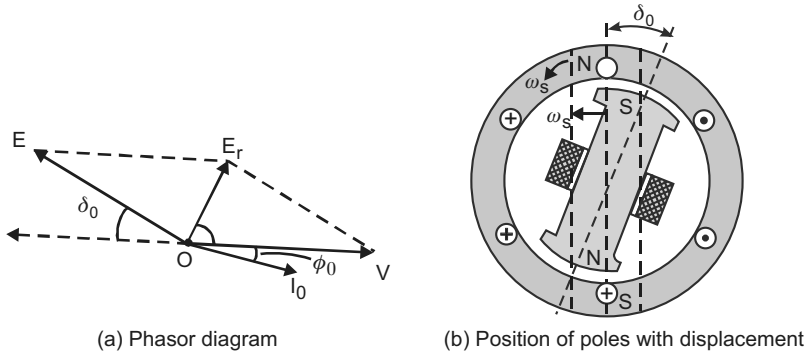 E
E_r
δ_0
O
ϕ_0
V
I_0
(a) Phasor diagram
δ_0
N
ω_s
S
ω_s
N
S
(b) Position of poles with displacement